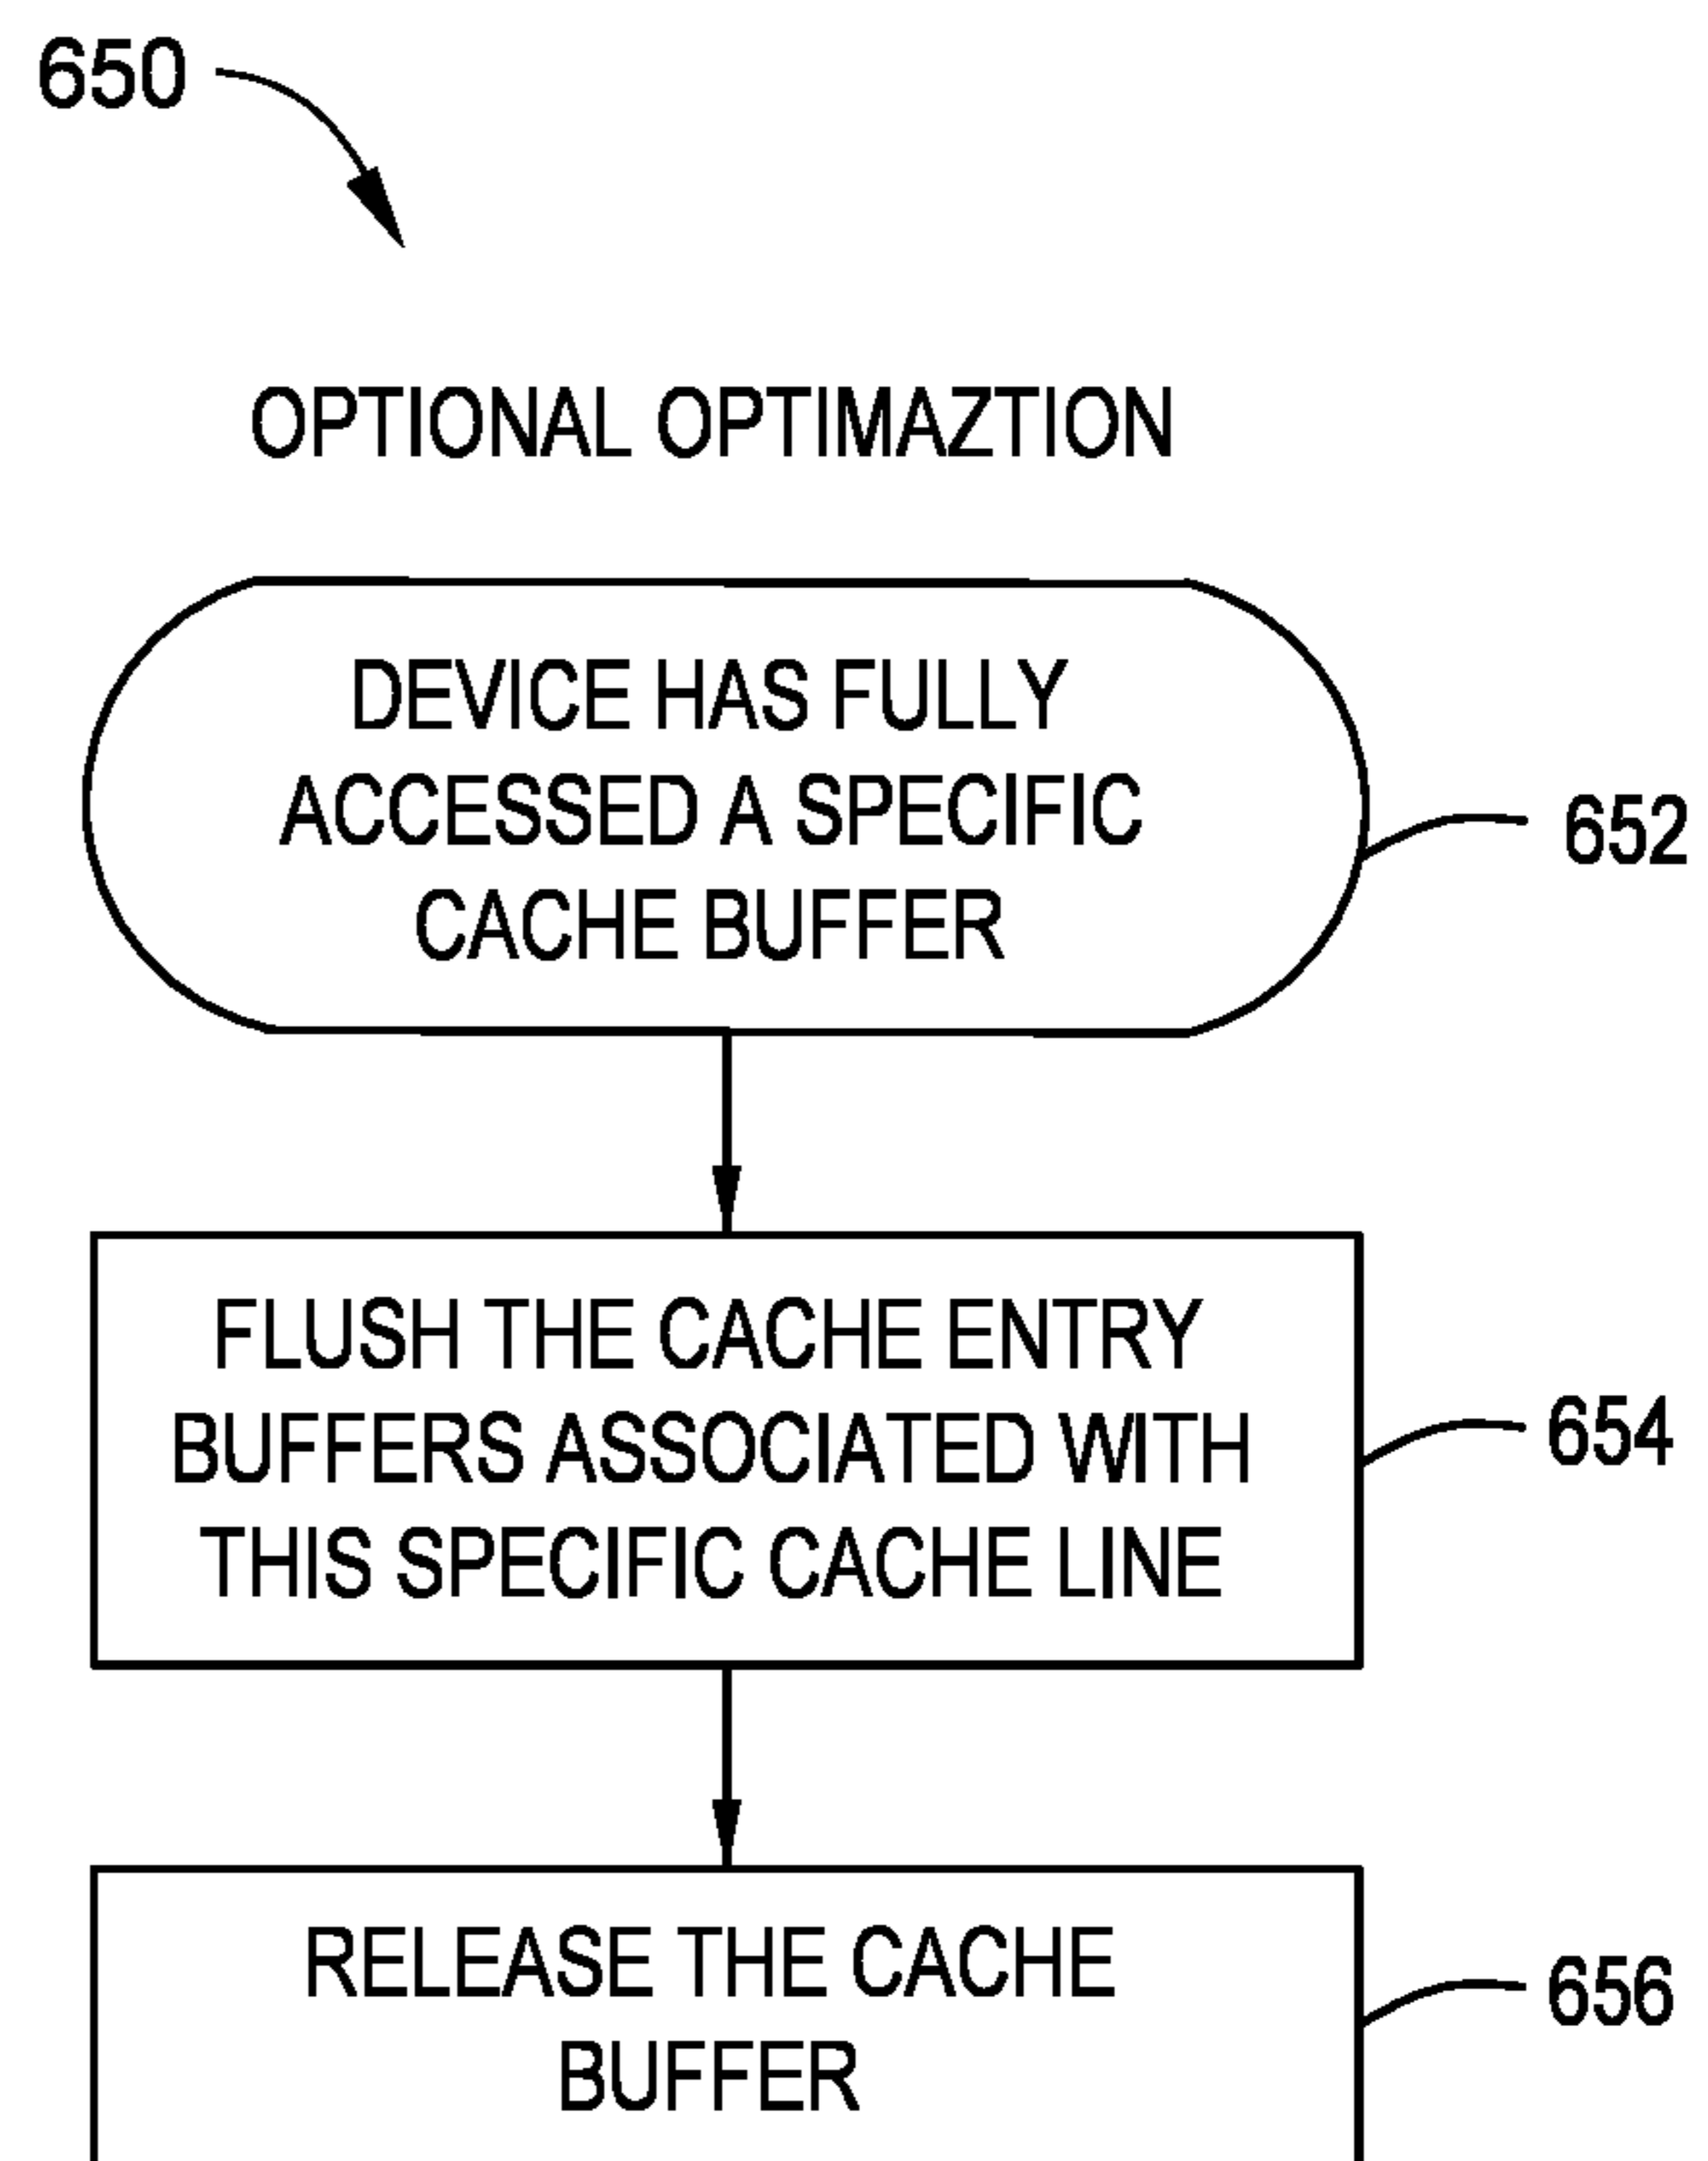 650
OPTIONAL OPTIMAZTION
DEVICE HAS FULLY
ACCESSED A SPECIFIC
CACHE BUFFER
652
FLUSH THE CACHE ENTRY
BUFFERS ASSOCIATED WITH
THIS SPECIFIC CACHE LINE
654
RELEASE THE CACHE
BUFFER
656